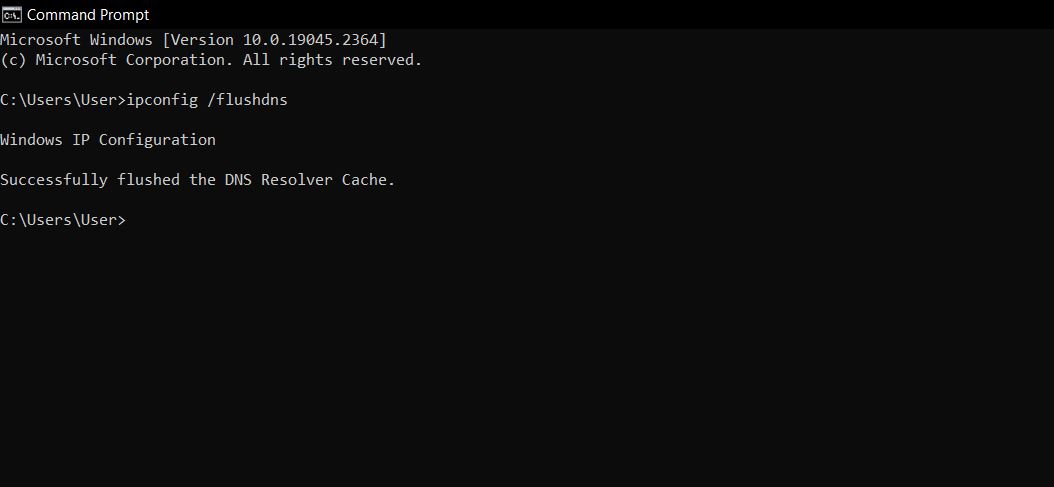 Command Prompt
Microsoft Windows [Version 10.0.19045.2364]
(c) Microsoft Corporation. All rights reserved.
C:\Users\User>ipconfig /flushdns
Windows IP Configuration
Successfully flushed the DNS Resolver Cache.
C:\Users\User>